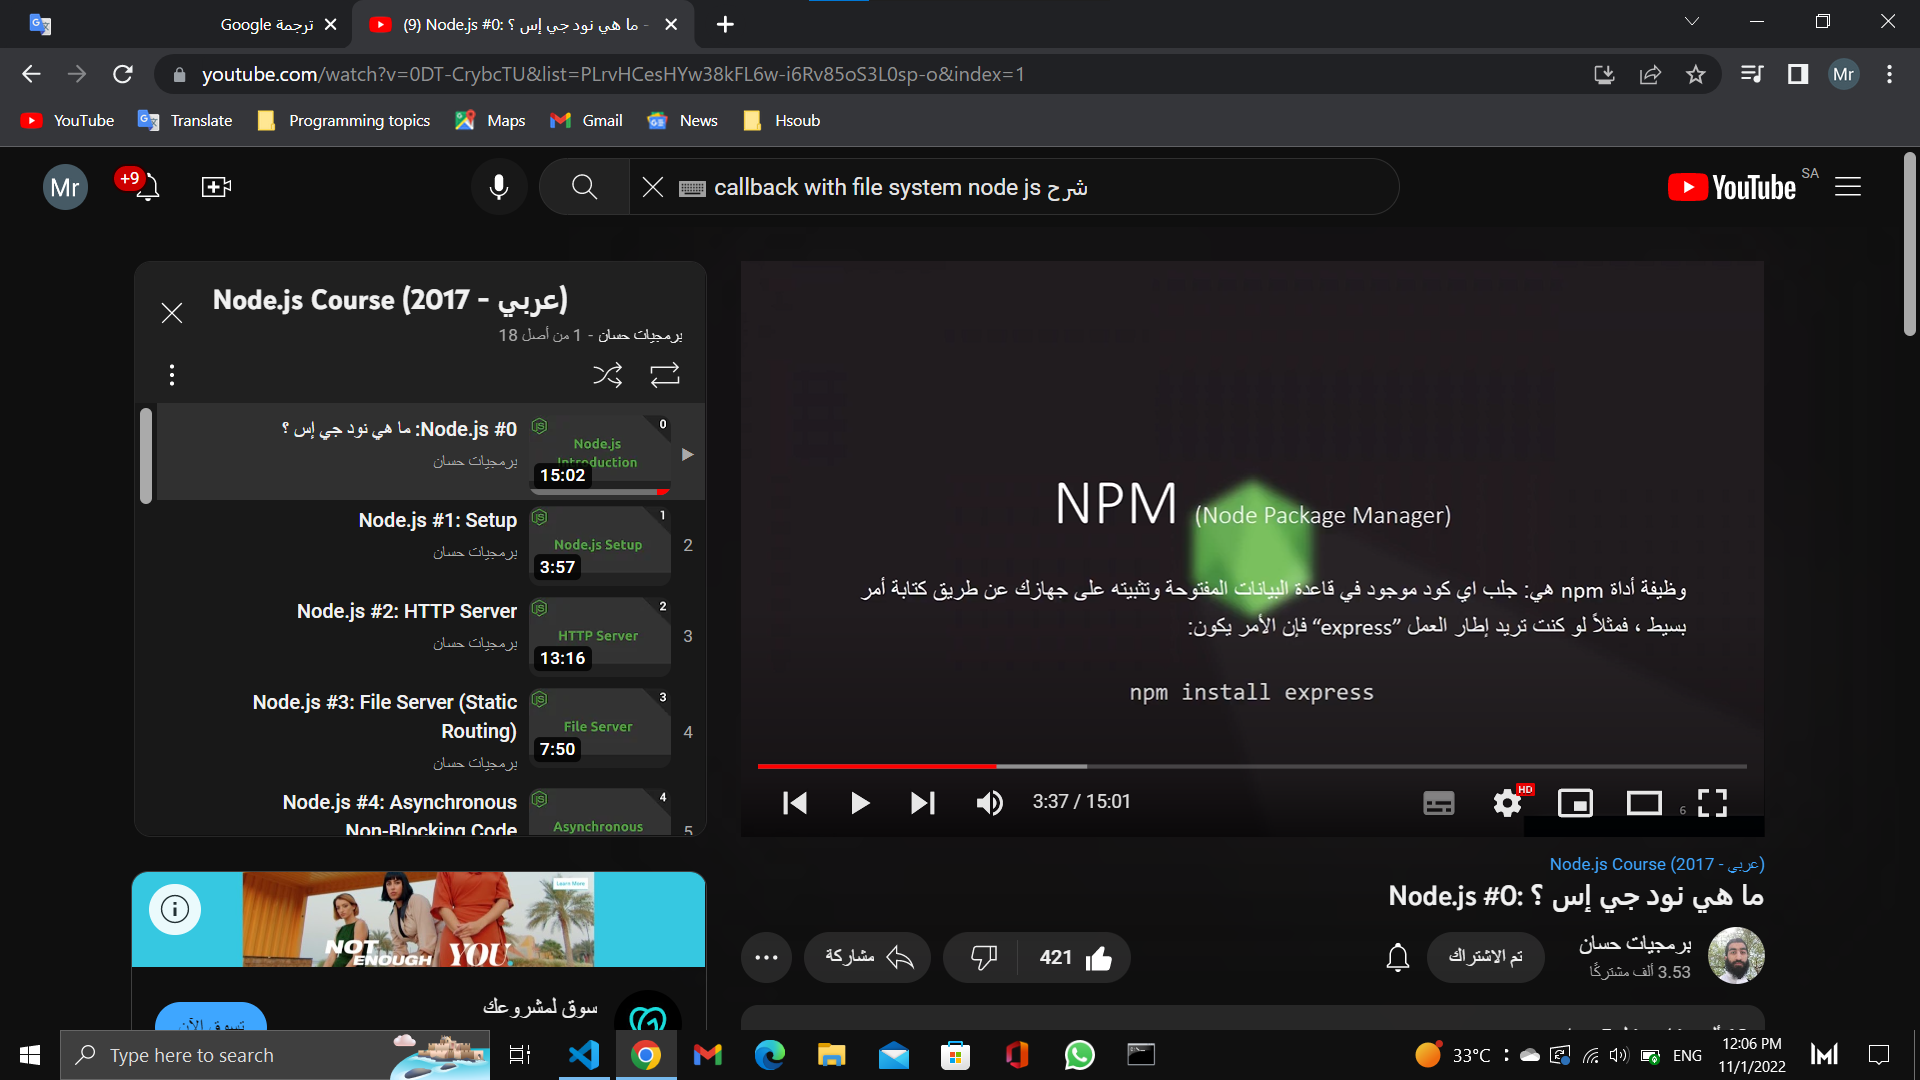 ترجمة Google
(9) Node.js #0: ما هي نود جي إس ؟ -
youtube.com/watch?v=0DT-CrybcTU&list=PLrvHCesHYw38kFL6w-i6Rv85oS3L0sp-o&index=1
Mr
YouTube
Translate
Programming topics
Maps
Gmail
News
Hsoub
Mr
+9
callback with file system node js شرح
YouTube SA
Node.js Course (2017 - عربي)
برمجيات حسان - 1 من أصل 18
Node.js #0: ما هي نود جي إس ؟
برمجيات حسان
0
Node.js
Introduction
15:02
Node.js #1: Setup
برمجيات حسان
1
Node.js Setup
3:57
2
Node.js #2: HTTP Server
برمجيات حسان
2
HTTP Server
13:16
3
Node.js #3: File Server (Static
Routing)
برمجيات حسان
3
File Server
7:50
4
Node.js #4: Asynchronous
Non-Blocking Code
4
Asynchronous
5
NPM (Node Package Manager)
وظيفة أداة npm هي: جلب اي كود موجود في قاعدة البيانات المفتوحة وتثبيته على جهازك عن طريق كتابة أمر
بسيط ، فمثلاً لو كنت تريد إطار العمل “express” فإن الأمر يكون:
npm install express
3:37 / 15:01
HD
6
Node.js Course (2017 - عربي)
Node.js #0: ما هي نود جي إس ؟
برمجيات حسان
3.53 ألف مشتركًا
تم الاشتراك
421
مشاركة
Learn More
NOT
ENOUGH
YOU.
سوق لمشروعك
تسوق الآن
Type here to search
33°C
ENG
12:06 PM
11/1/2022